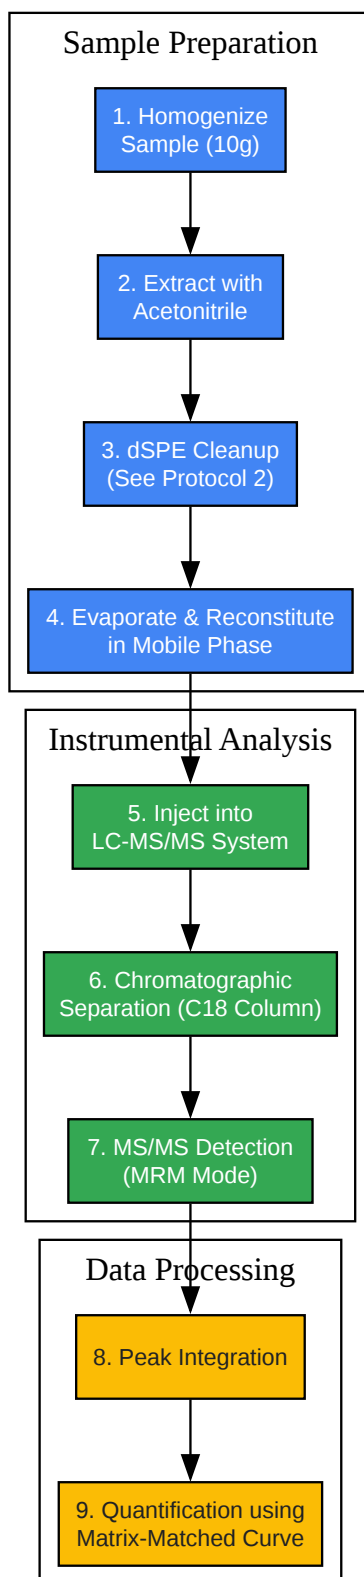 Sample Preparation
1. Homogenize
Sample (10g)
2. Extract with
Acetonitrile
3. dSPE Cleanup
(See Protocol 2)
4. Evaporate & Reconstitute
in Mobile Phase
Instrumental Analysis
5. Inject into
LC-MS/MS System
6. Chromatographic
Separation (C18 Column)
7. MS/MS Detection
(MRM Mode)
Data Processing
8. Peak Integration
9. Quantification using
Matrix-Matched Curve